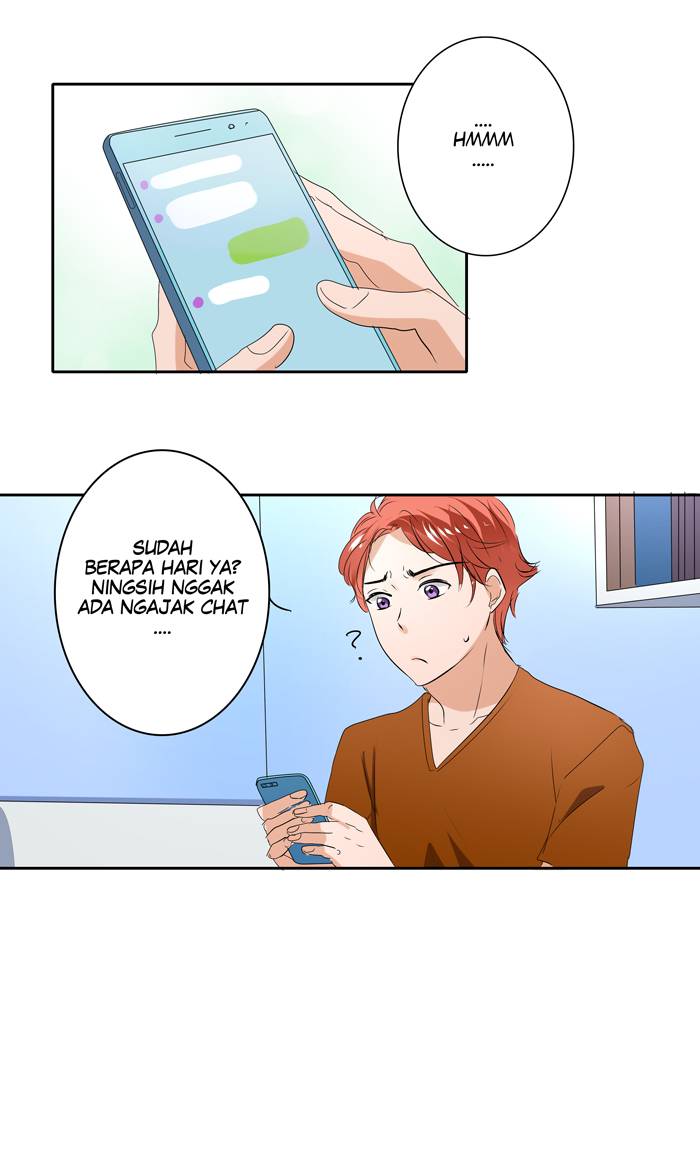 ....
HMMM
.....
SUDAH
BERAPA HARI YA?
NINGSIH NGGAK
ADA NGAJAK CHAT
....
?